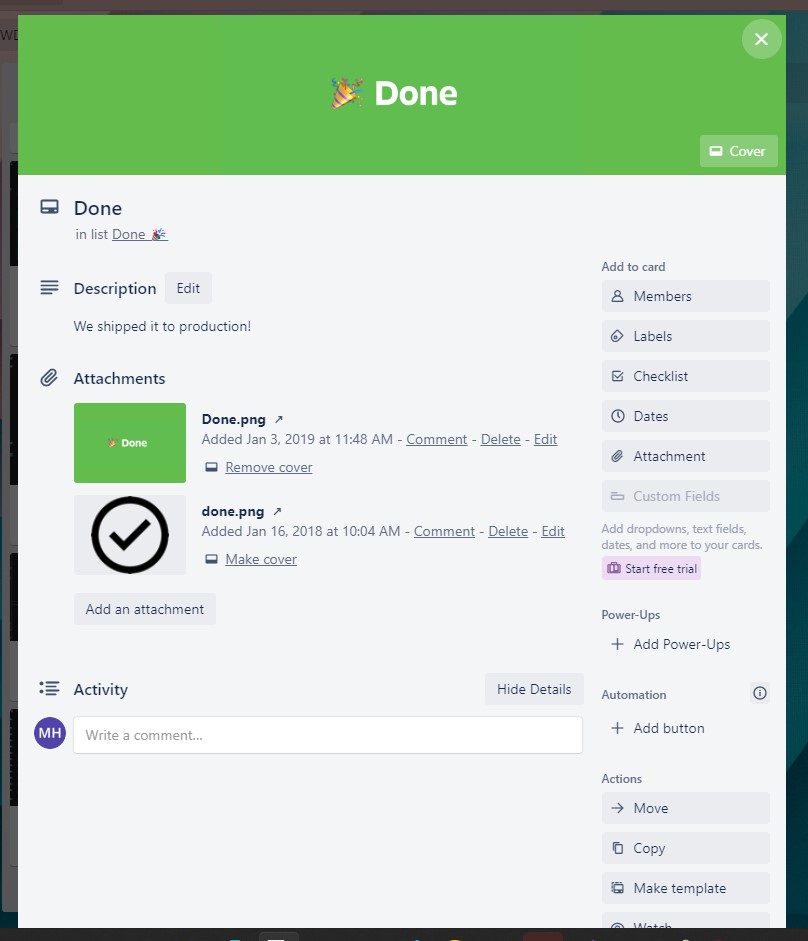 WD
🎉 Done
Cover
Done
in list Done 🎉
Description Edit
We shipped it to production!
Attachments
Done
Done.png ↗
Added Jan 3, 2019 at 11:48 AM - Comment - Delete - Edit
Remove cover
done.png ↗
Added Jan 16, 2018 at 10:04 AM - Comment - Delete - Edit
Make cover
Add an attachment
Activity Hide Details
MH Write a comment...
Add to card
Members
Labels
Checklist
Dates
Attachment
Custom Fields
Add dropdowns, text fields,
dates, and more to your cards.
Start free trial
Power-Ups
+ Add Power-Ups
Automation
+ Add button
Actions
→ Move
Copy
Make template
Watch